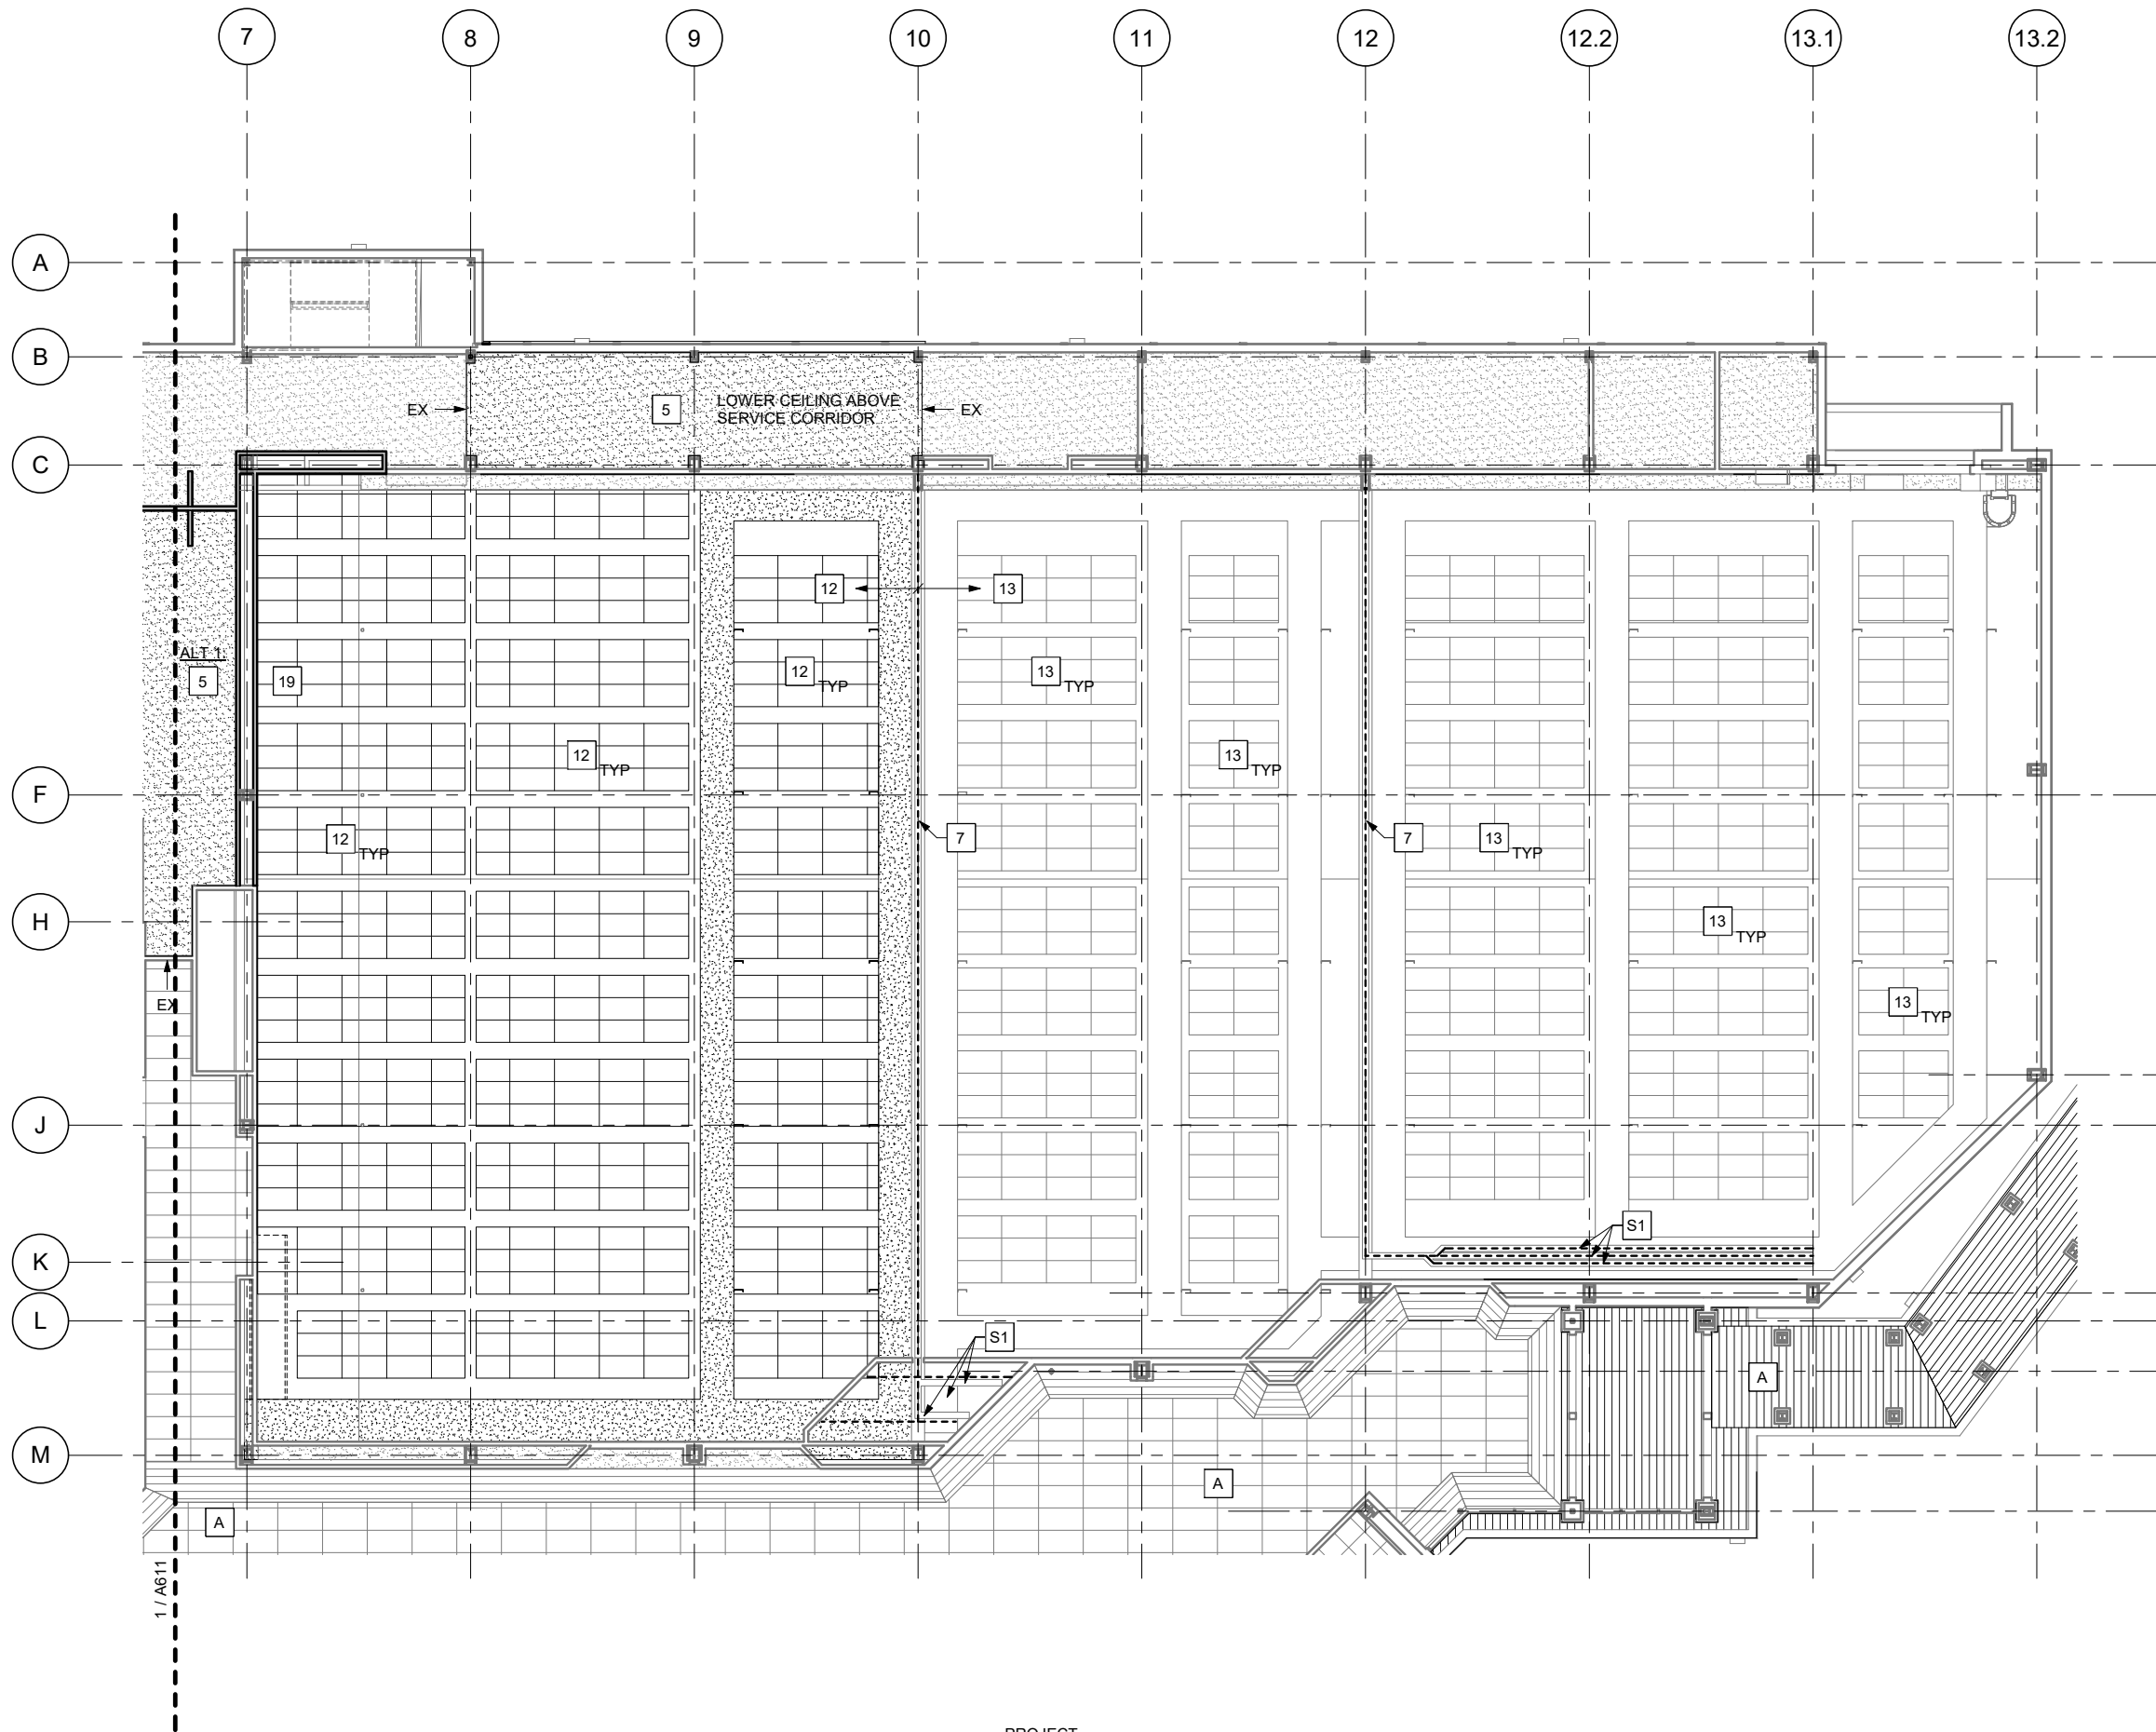 7 8 9 10 11 12 12.2 13.1 13.2
A
B
EX 5 LOWER CEILING ABOVE EX
SERVICE CORRIDOR
C
12 13
ALT 1:
5 19 12 TYP 13 TYP
12 TYP 13 TYP
F
12 TYP 7 7 13 TYP
H
13 TYP
EX 13 TYP
J
S1
K
L
S1
A
M
A
A
1 / A611